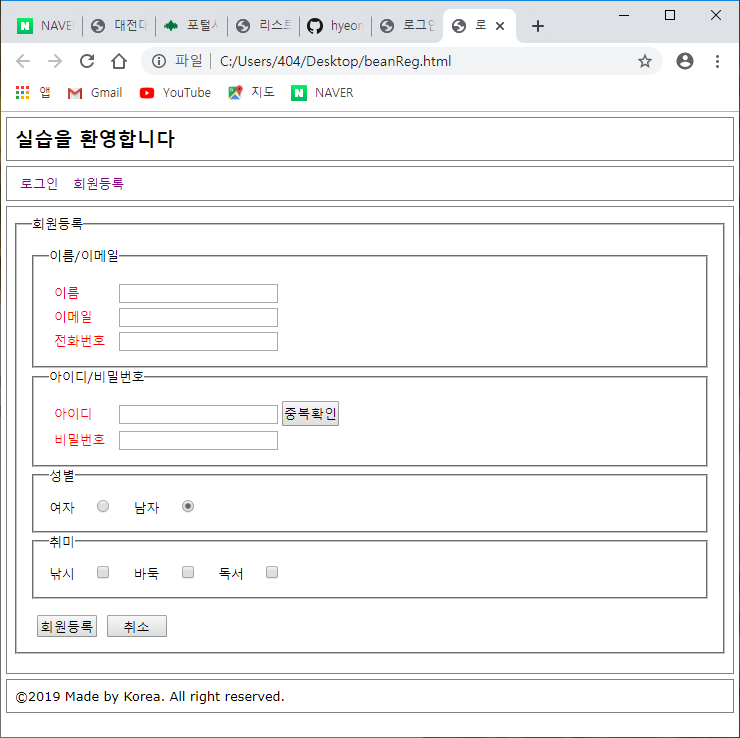 NAVE 대전대 포털시 리스트 hyeon 로그인 로
파일 C:/Users/404/Desktop/beanReg.html
앱 Gmail YouTube 지도 NAVER
실습을 환영합니다
로그인 회원등록
회원등록
이름/이메일
이름
이메일
전화번호
아이디/비밀번호
아이디 중복확인
비밀번호
성별
여자 남자
취미
낚시 바둑 독서
회원등록 취소
©2019 Made by Korea. All right reserved.